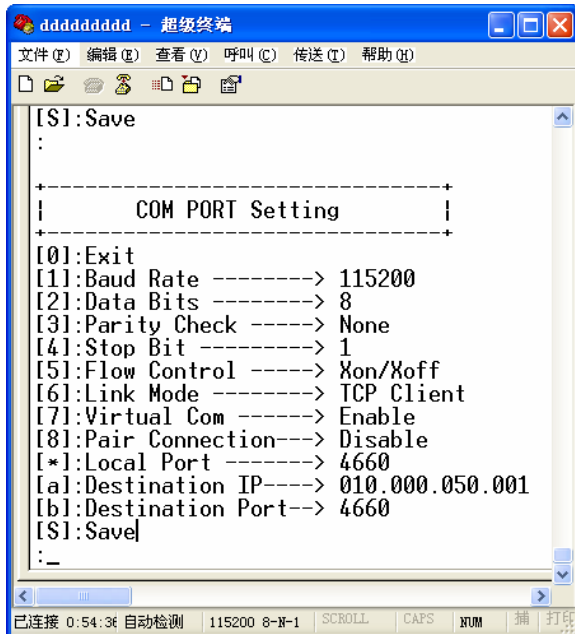 ddddddddd - 超级终端
文件(F) 编辑(E) 查看(V) 呼叫(C) 传送(T) 帮助(H)
[S]:Save
:
+-------------------------------+
| COM PORT Setting |
+-------------------------------+
[0]:Exit
[1]:Baud Rate --------> 115200
[2]:Data Bits --------> 8
[3]:Parity Check -----> None
[4]:Stop Bit ---------> 1
[5]:Flow Control -----> Xon/Xoff
[6]:Link Mode --------> TCP Client
[7]:Virtual Com ------> Enable
[8]:Pair Connection---> Disable
[*]:Local Port -------> 4660
[a]:Destination IP----> 010.000.050.001
[b]:Destination Port--> 4660
[S]:Save
:_
已连接 0:54:36 自动检测 115200 8-N-1 SCROLL CAPS NUM 捕 打印